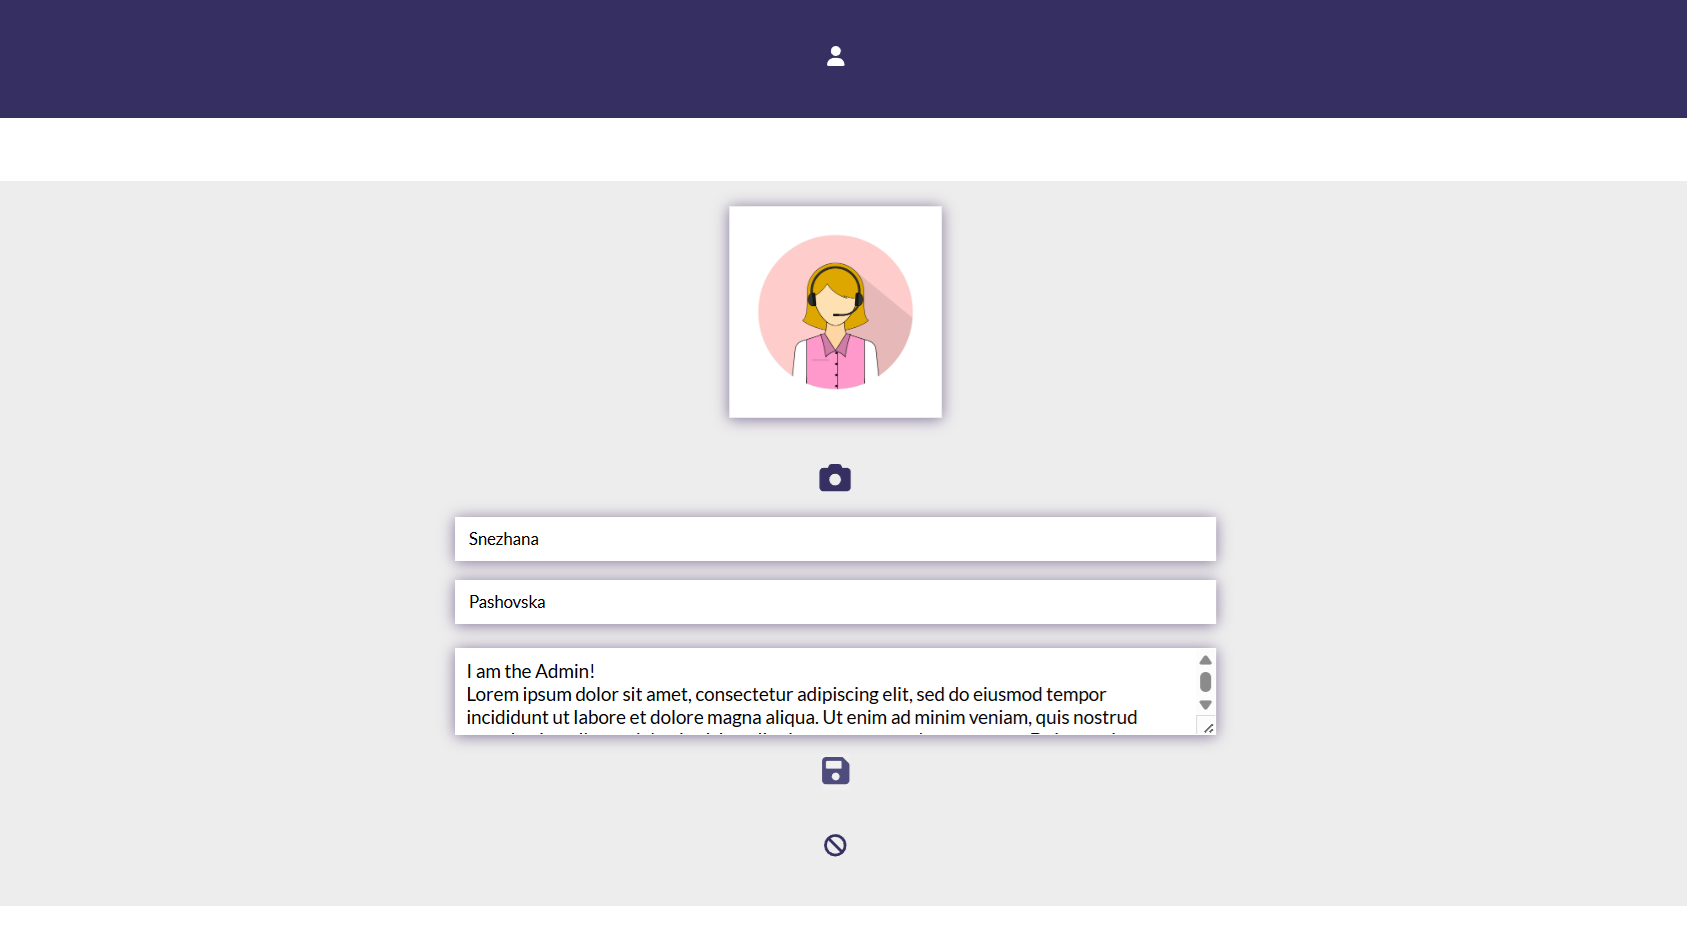 Snezhana
Pashovska
I am the Admin!
Lorem ipsum dolor sit amet, consectetur adipiscing elit, sed do eiusmod tempor
incididunt ut labore et dolore magna aliqua. Ut enim ad minim veniam, quis nostrud